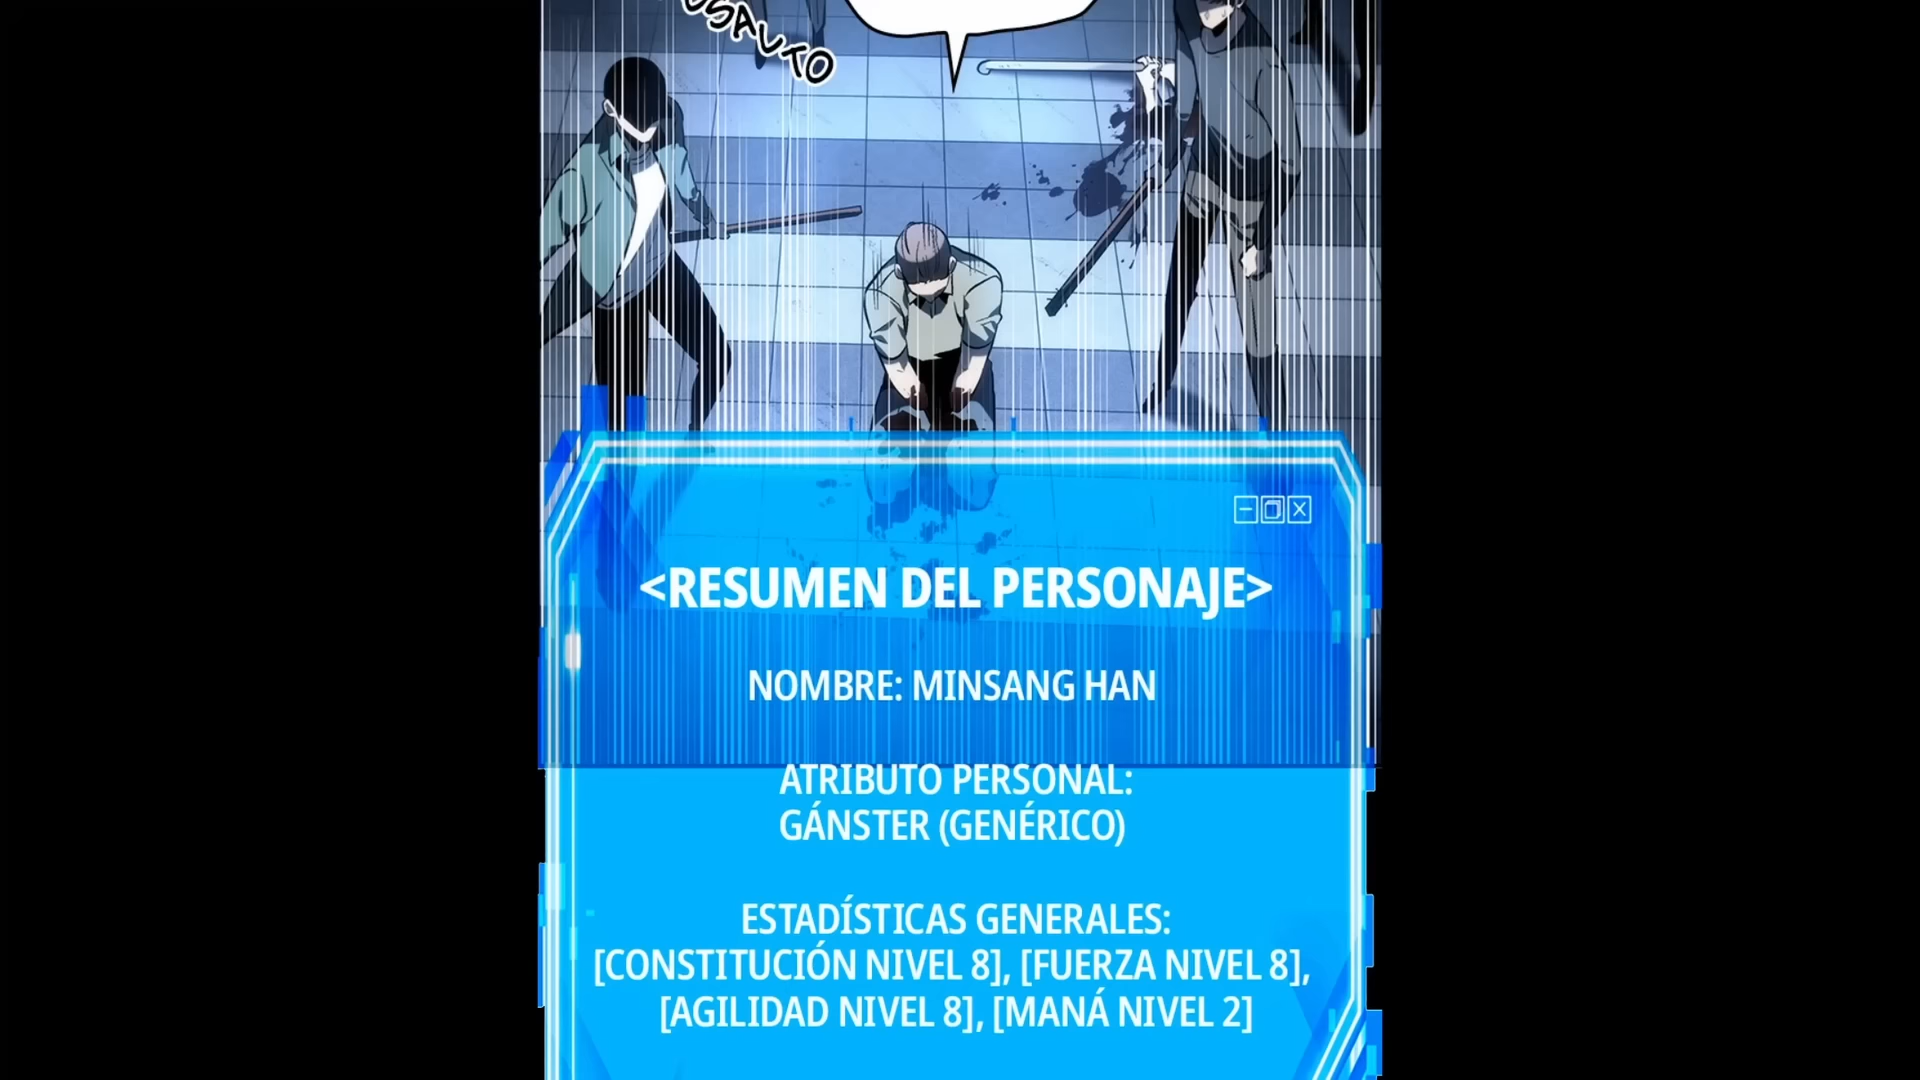 <RESUMEN DEL PERSONAJE>
NOMBRE: MINSANG HAN
ATRIBUTO PERSONAL:
GÁNSTER (GENÉRICO)
ESTADÍSTICAS GENERALES:
[CONSTITUCIÓN NIVEL 8], [FUERZA NIVEL 8],
[AGILIDAD NIVEL 8], [MANÁ NIVEL 2]